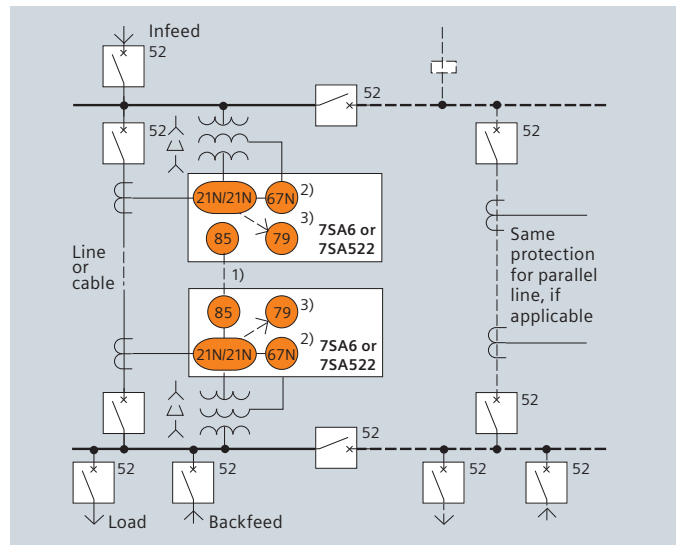 Infeed
52
52
52
52
21N/21N
67N
2)
85
79
3)
7SA6 or
7SA522
Line
or
cable
1)
Same
protection
for parallel
line, if
applicable
85
79
3)
21N/21N
67N
2)
7SA6 or
7SA522
52
52
52
52
52
52
Load
Backfeed